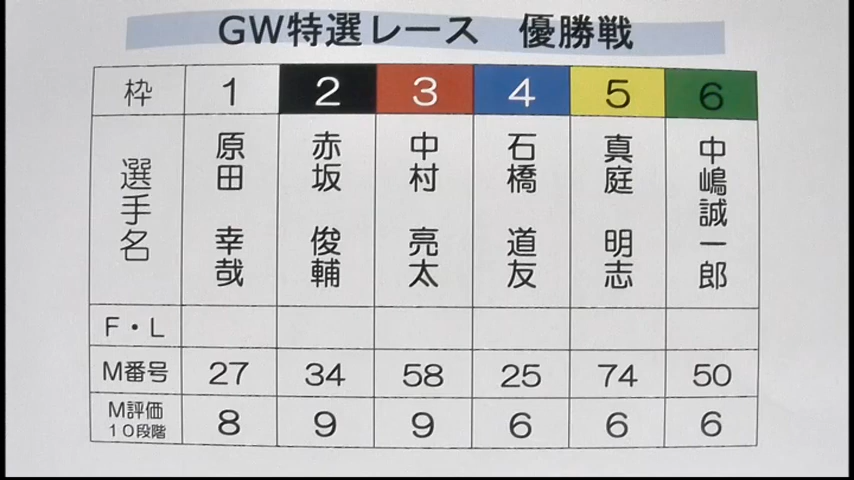 GW特選レース 優勝戦
枠 1 2 3 4 5 6
選手名 原田 幸哉 赤坂 俊輔 中村 亮太 石橋 道友 真庭 明志 中嶋誠一郎
F・L
M番号 27 34 58 25 74 50
M評価
10段階 8 9 9 6 6 6